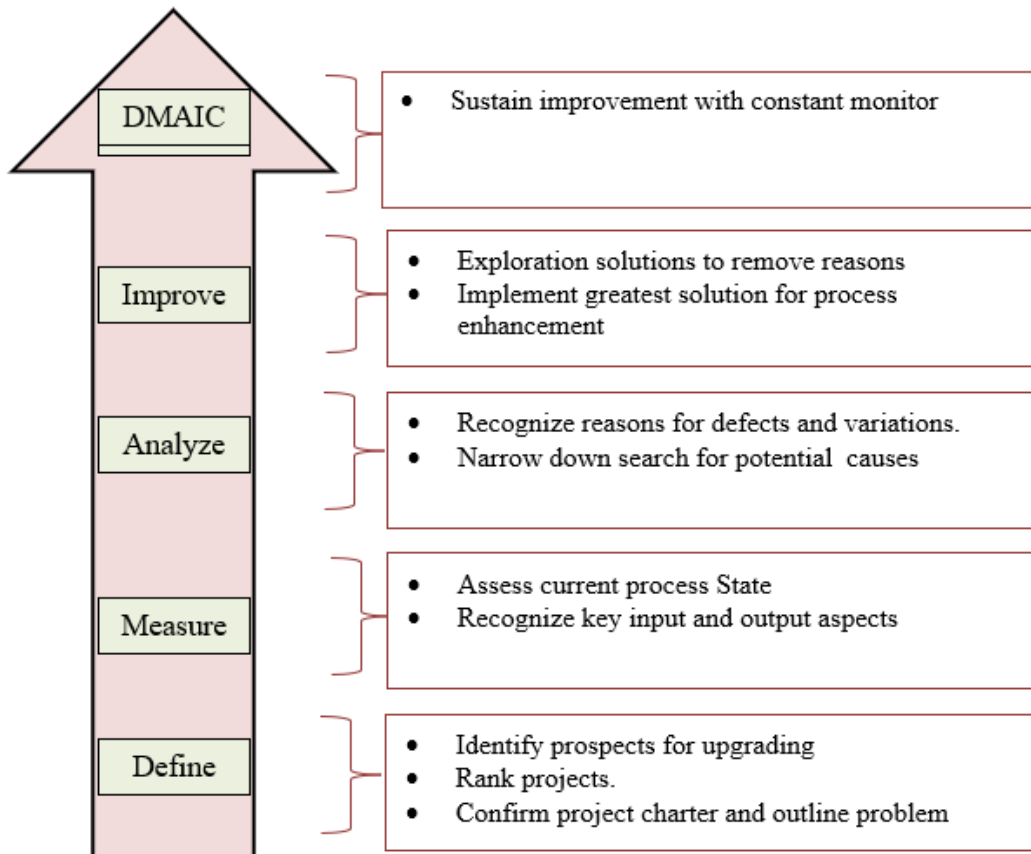 DMAIC
• Sustain improvement with constant monitor
Improve
• Exploration solutions to remove reasons
• Implement greatest solution for process
enhancement
Analyze
• Recognize reasons for defects and variations.
• Narrow down search for potential causes
Measure
• Assess current process State
• Recognize key input and output aspects
Define
• Identify prospects for upgrading
• Rank projects.
• Confirm project charter and outline problem